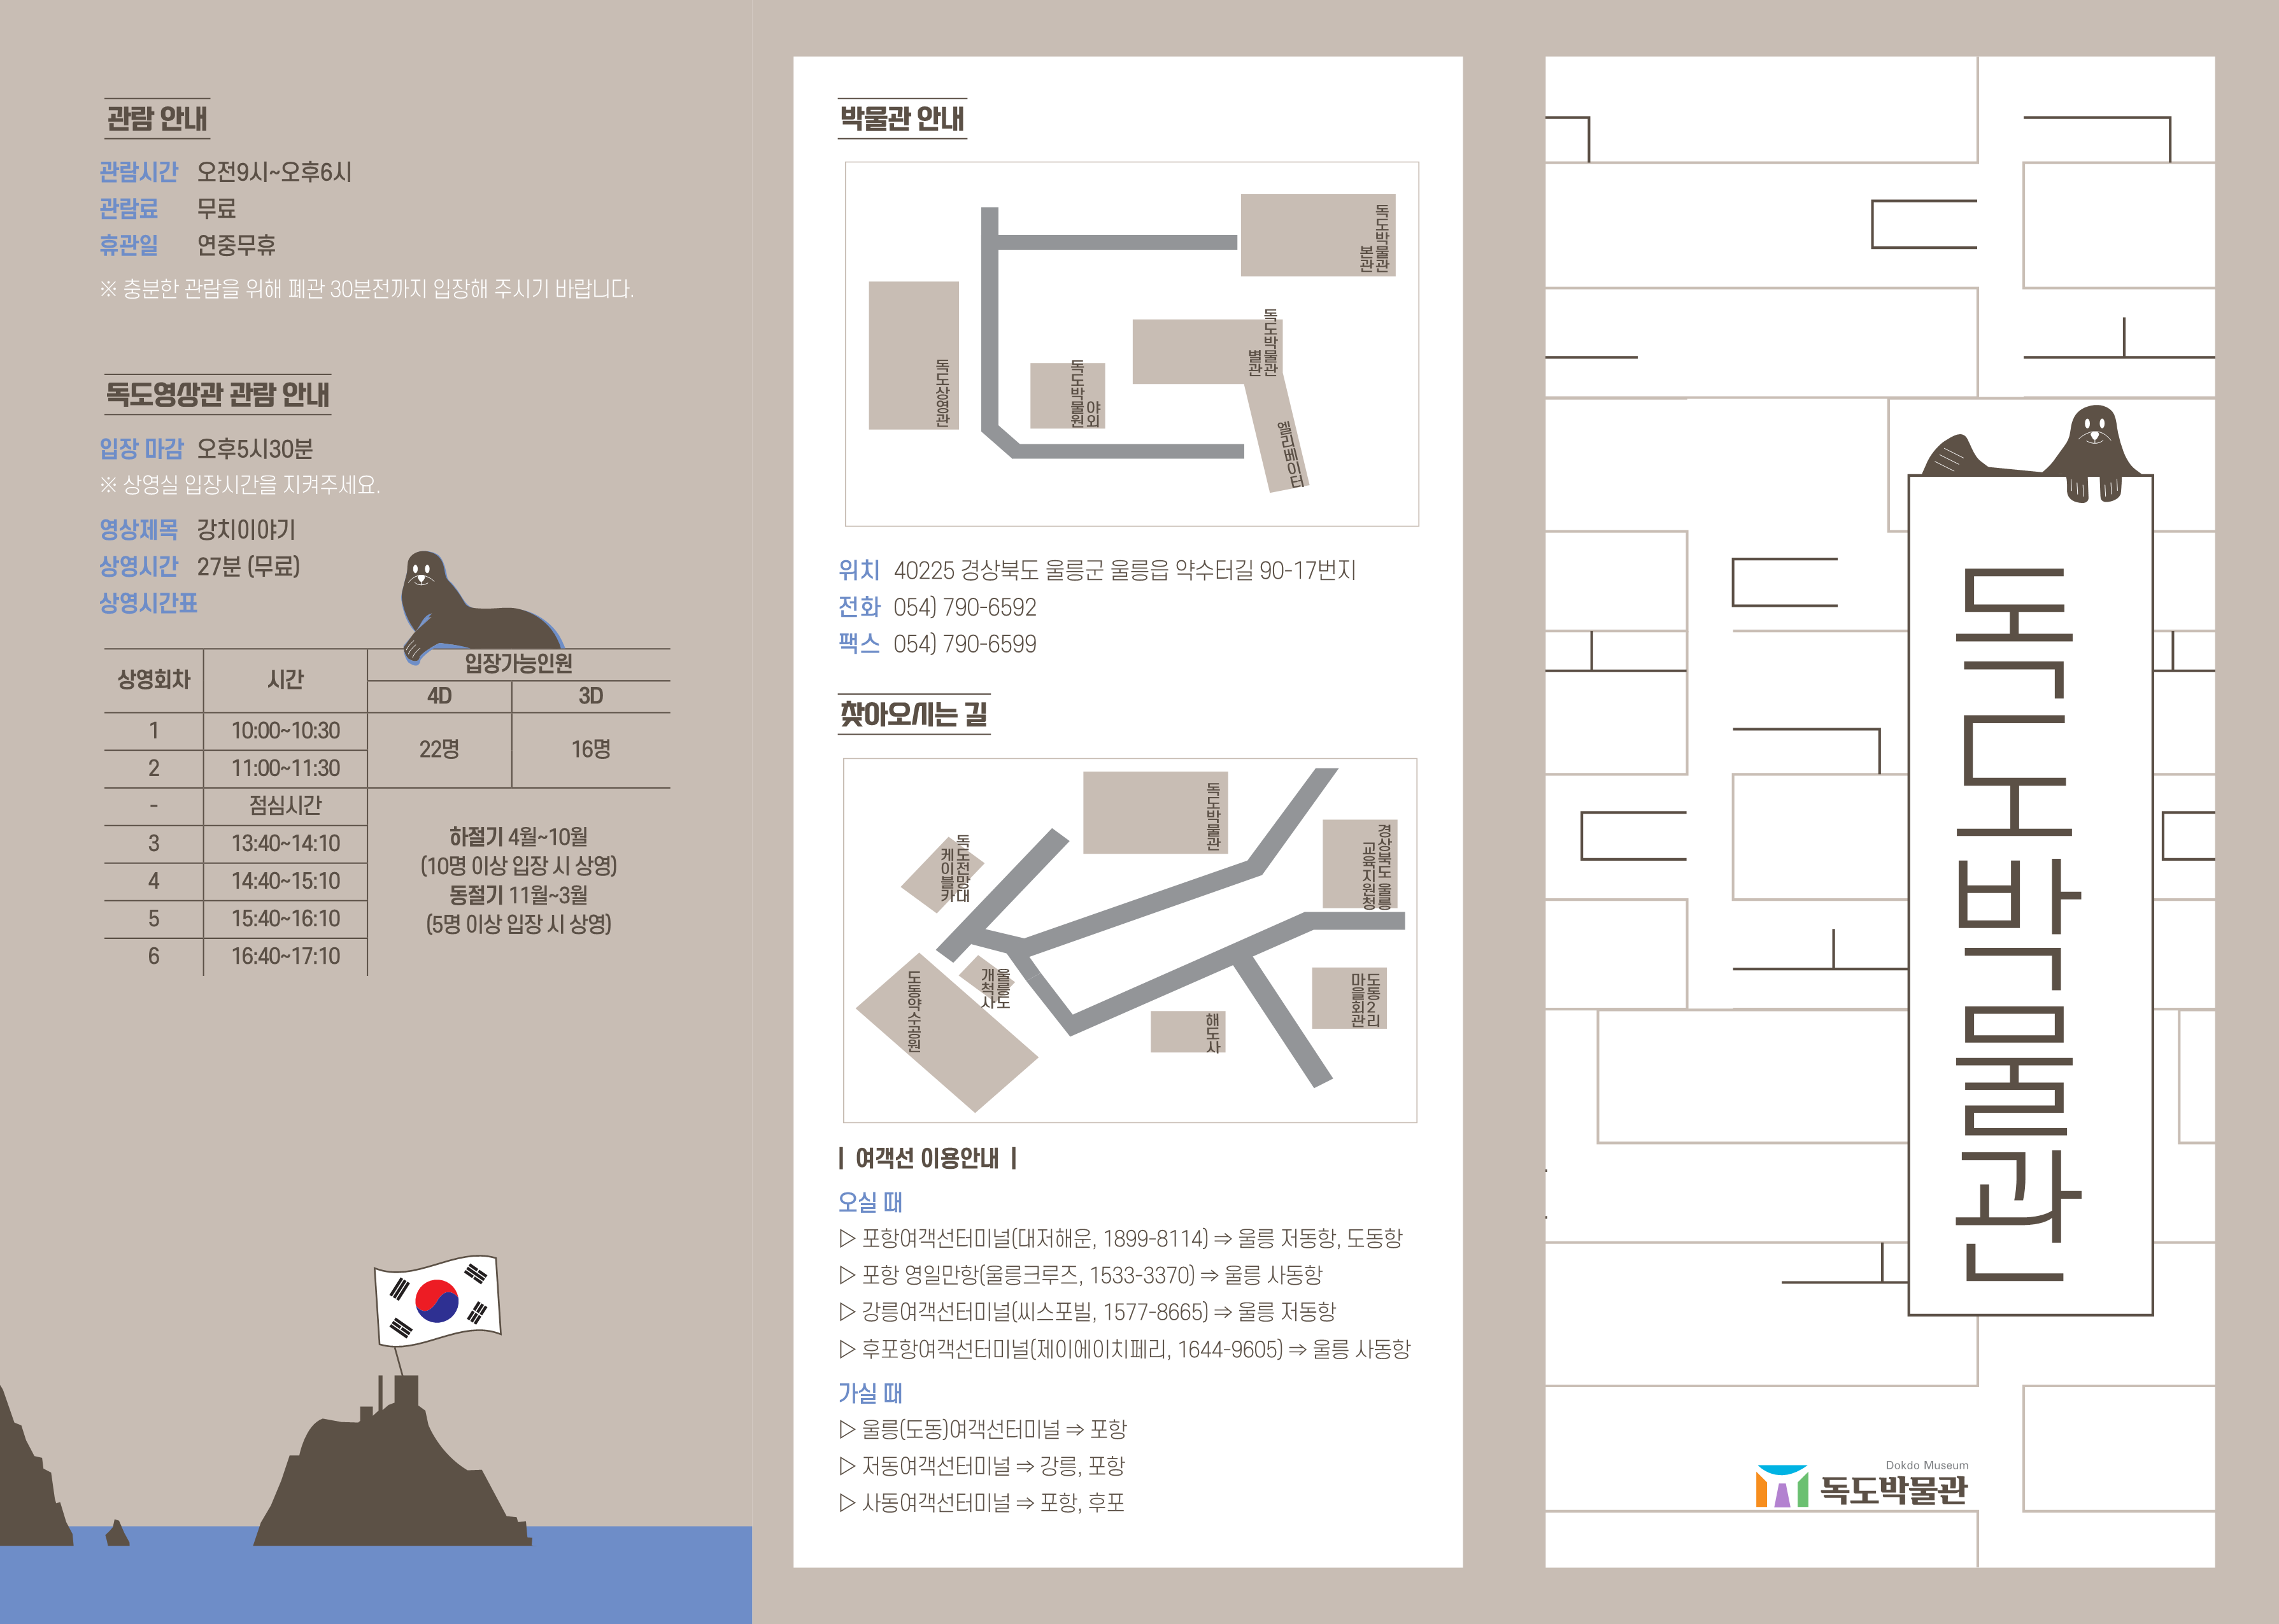 관람 안내
관람시간 오전9시~오후6시
관람료 무료
휴관일 연중무휴
※ 충분한 관람을 위해 폐관 30분전까지 입장해 주시기 바랍니다.
독도영상관 관람 안내
입장 마감 오후5시30분
※ 상영실 입장시간을 지켜주세요.
영상제목 강치이야기
상영시간 27분 (무료)
상영시간표
상영회차 시간 입장가능인원
4D 3D
1 10:00~10:30 22명 16명
2 11:00~11:30
- 점심시간
3 13:40~14:10
4 14:40~15:10
5 15:40~16:10
6 16:40~17:10
하절기 4월~10월
(10명 이상 입장 시 상영)
동절기 11월~3월
(5명 이상 입장 시 상영)
박물관 안내
독도박물관
본관
독도박물관
별관
독도상영관
야외
독도박물원
엘리베이터
위치 40225 경상북도 울릉군 울릉읍 약수터길 90-17번지
전화 054) 790-6592
팩스 054) 790-6599
찾아오시는 길
독도박물관
독도전망대
케이블카
경상북도 울릉
교육지원청
울릉도
개척사
도동약수공원
해도사
도동2리
마을회관
| 여객선 이용안내 |
오실 때
▷ 포항여객선터미널(대저해운, 1899-8114) ⇒ 울릉 저동항, 도동항
▷ 포항 영일만항(울릉크루즈, 1533-3370) ⇒ 울릉 사동항
▷ 강릉여객선터미널(씨스포빌, 1577-8665) ⇒ 울릉 저동항
▷ 후포항여객선터미널(제이에이치페리, 1644-9605) ⇒ 울릉 사동항
가실 때
▷ 울릉(도동)여객선터미널 ⇒ 포항
▷ 저동여객선터미널 ⇒ 강릉, 포항
▷ 사동여객선터미널 ⇒ 포항, 후포
독도박물관
Dokdo Museum
독도박물관